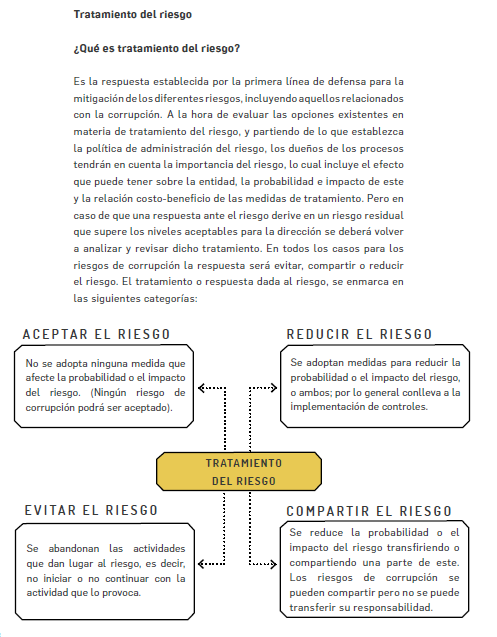 Tratamiento del riesgo
¿Qué es tratamiento del riesgo?
Es la respuesta establecida por la primera línea de defensa para la
mitigación de los diferentes riesgos, incluyendo aquellos relacionados
con la corrupción. A la hora de evaluar las opciones existentes en
materia de tratamiento del riesgo, y partiendo de lo que establezca
la política de administración del riesgo, los dueños de los procesos
tendrán en cuenta la importancia del riesgo, lo cual incluye el efecto
que puede tener sobre la entidad, la probabilidad e impacto de este
y la relación costo-beneficio de las medidas de tratamiento. Pero en
caso de que una respuesta ante el riesgo derive en un riesgo residual
que supere los niveles aceptables para la dirección se deberá volver
a analizar y revisar dicho tratamiento. En todos los casos para los
riesgos de corrupción la respuesta será evitar, compartir o reducir
el riesgo. El tratamiento o respuesta dada al riesgo, se enmarca en
las siguientes categorías:
ACEPTAR EL RIESGO
No se adopta ninguna medida que
afecte la probabilidad o el impacto
del riesgo. (Ningún riesgo de
corrupción podrá ser aceptado).
REDUCIR EL RIESGO
Se adoptan medidas para reducir la
probabilidad o el impacto del riesgo,
o ambos; por lo general conlleva a la
implementación de controles.
TRATAMIENTO
DEL RIESGO
EVITAR EL RIESGO
Se abandonan las actividades
que dan lugar al riesgo, es decir,
no iniciar o no continuar con la
actividad que lo provoca.
COMPARTIR EL RIESGO
Se reduce la probabilidad o el
impacto del riesgo transfiriendo o
compartiendo una parte de este.
Los riesgos de corrupción se
pueden compartir pero no se puede
transferir su responsabilidad.